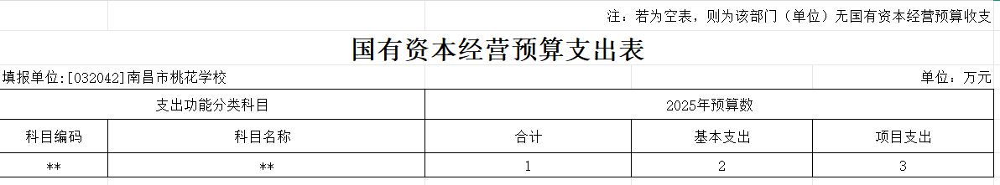 注：若为空表，则为该部门（单位）无国有资本经营预算收支
国有资本经营预算支出表
填报单位:[032042]南昌市桃花学校 单位：万元
支出功能分类科目 2025年预算数
科目编码 科目名称 合计 基本支出 项目支出
** ** 1 2 3